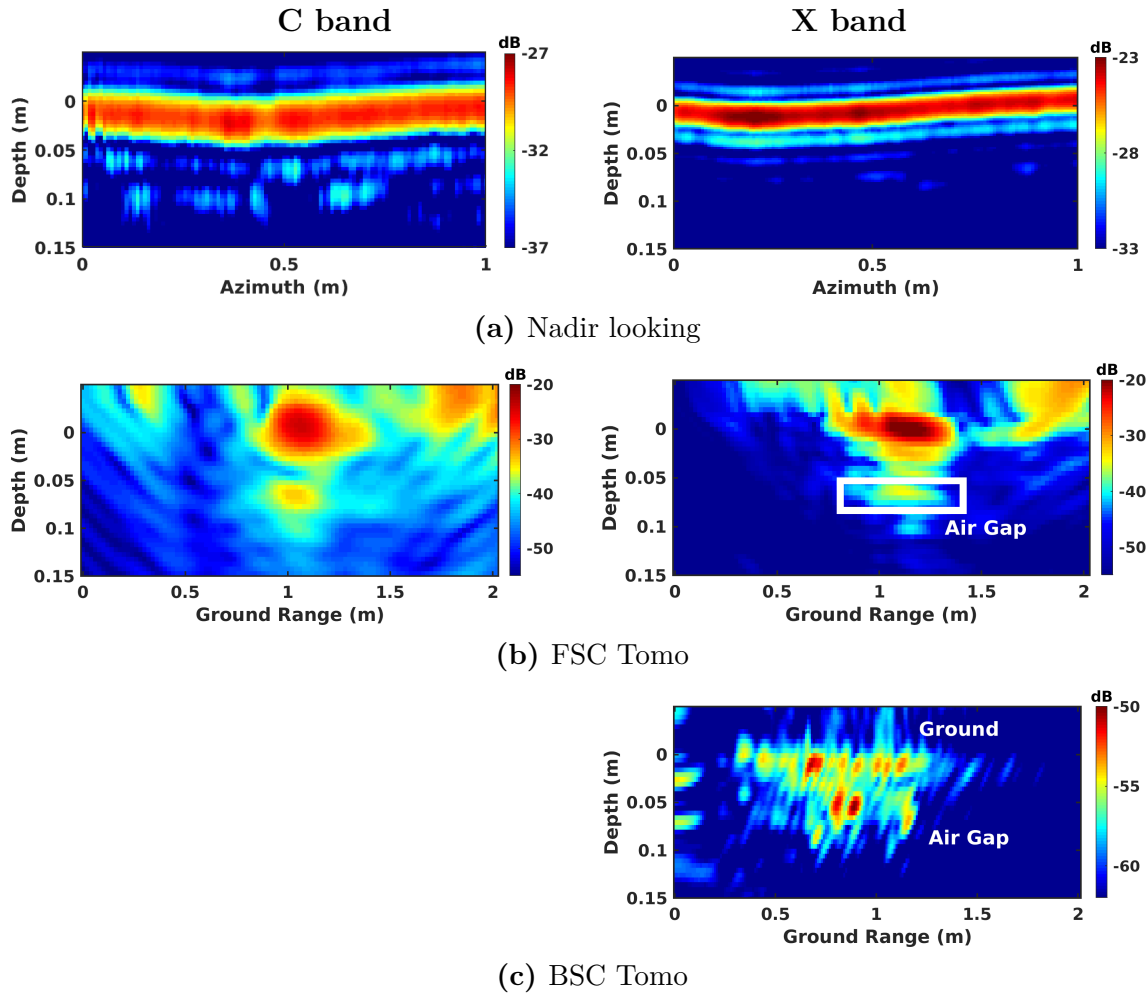 C band
X band
dB
-27
-32
-37
0
0.05
0.1
0.15
Depth (m)
0
0.5
1
Azimuth (m)
dB
-23
-28
-33
0
0.05
0.1
0.15
Depth (m)
0
0.5
1
Azimuth (m)
(a) Nadir looking
dB
-20
-30
-40
-50
0
0.05
0.1
0.15
Depth (m)
0
0.5
1
1.5
2
Ground Range (m)
dB
-20
-30
-40
-50
0
0.05
0.1
0.15
Depth (m)
Air Gap
0
0.5
1
1.5
2
Ground Range (m)
(b) FSC Tomo
dB
-50
-55
-60
0
0.05
0.1
0.15
Depth (m)
Ground
Air Gap
0
0.5
1
1.5
2
Ground Range (m)
(c) BSC Tomo